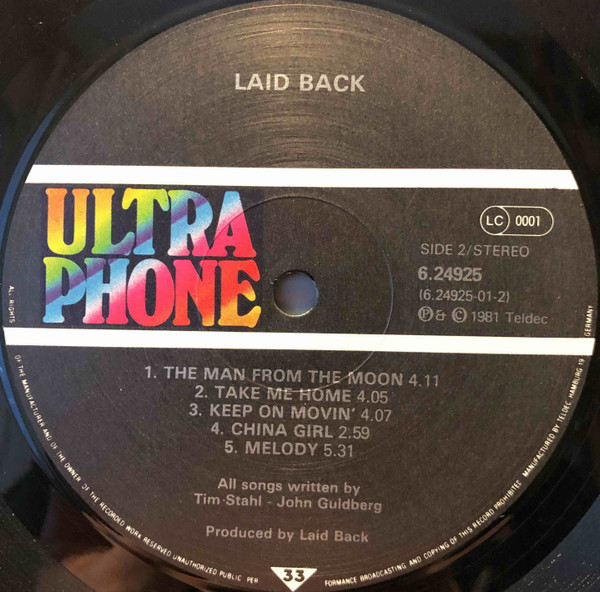 LAID BACK
ULTRA
PHONE
LC 0001
SIDE 2/STEREO
6.24925
(6.24925-01-2)
Ⓟ & © 1981 Teldec
1. THE MAN FROM THE MOON 4.11
2. TAKE ME HOME 4.05
3. KEEP ON MOVIN' 4.07
4. CHINA GIRL 2:59
5. MELODY 5.31
All songs written by
Tim Stahl - John Guldberg
Produced by Laid Back
ALL RIGHTS OF THE MANUFACTURER AND OF THE OWNER OF THE RECORDED WORK RESERVED UNAUTHORIZED PUBLIC PER
33
FORMANCE BROADCASTING AND COPYING OF THIS RECORD PROHIBITED MANUFACTURED BY TELDEC HAMBURG 19 GERMANY